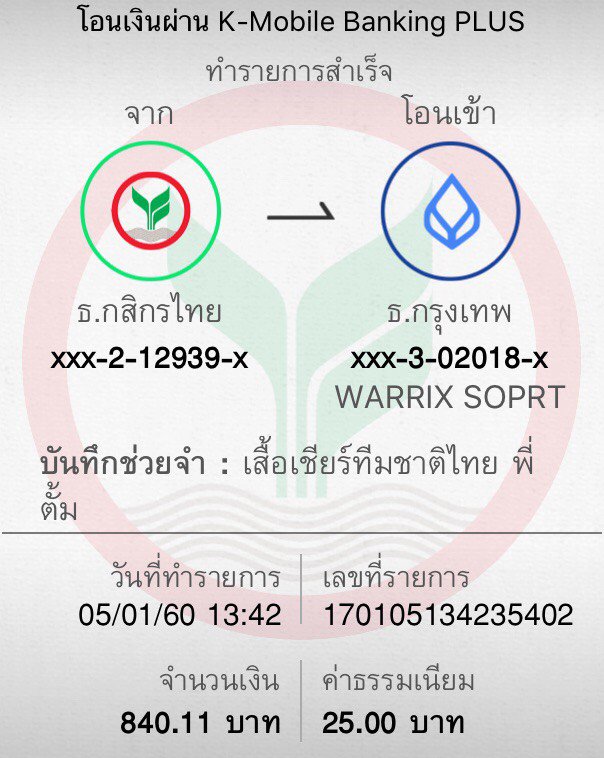 โอนเงินผ่าน K-Mobile Banking PLUS
ทำรายการสำเร็จ
จาก
โอนเข้า
ธ.กสิกรไทย
ธ.กรุงเทพ
xxx-2-12939-x
xxx-3-02018-x
WARRIX SOPRT
บันทึกช่วยจำ : เสื้อเชียร์ทีมชาติไทย พี่
ตั้ม
วันที่ทำรายการ
เลขที่รายการ
05/01/60 13:42
170105134235402
จำนวนเงิน
ค่าธรรมเนียม
840.11 บาท
25.00 บาท